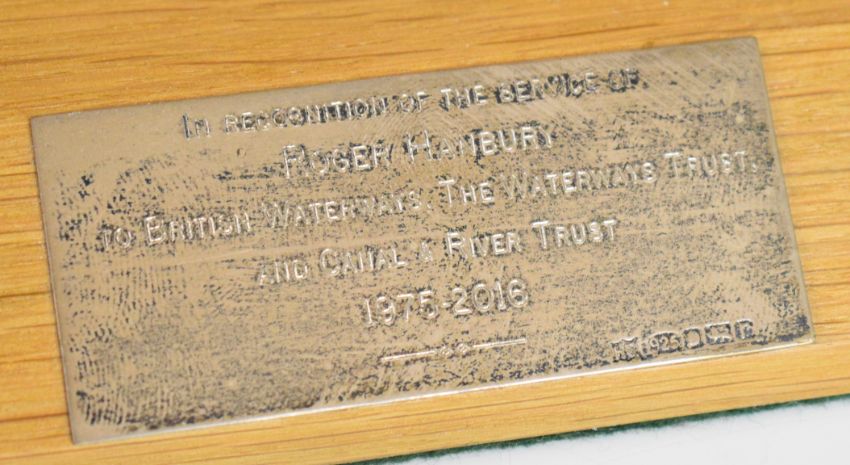 In recognition of the service of
Roger Hanbury
to British Waterways, The Waterways Trust,
and Canal & River Trust
1975-2016
925